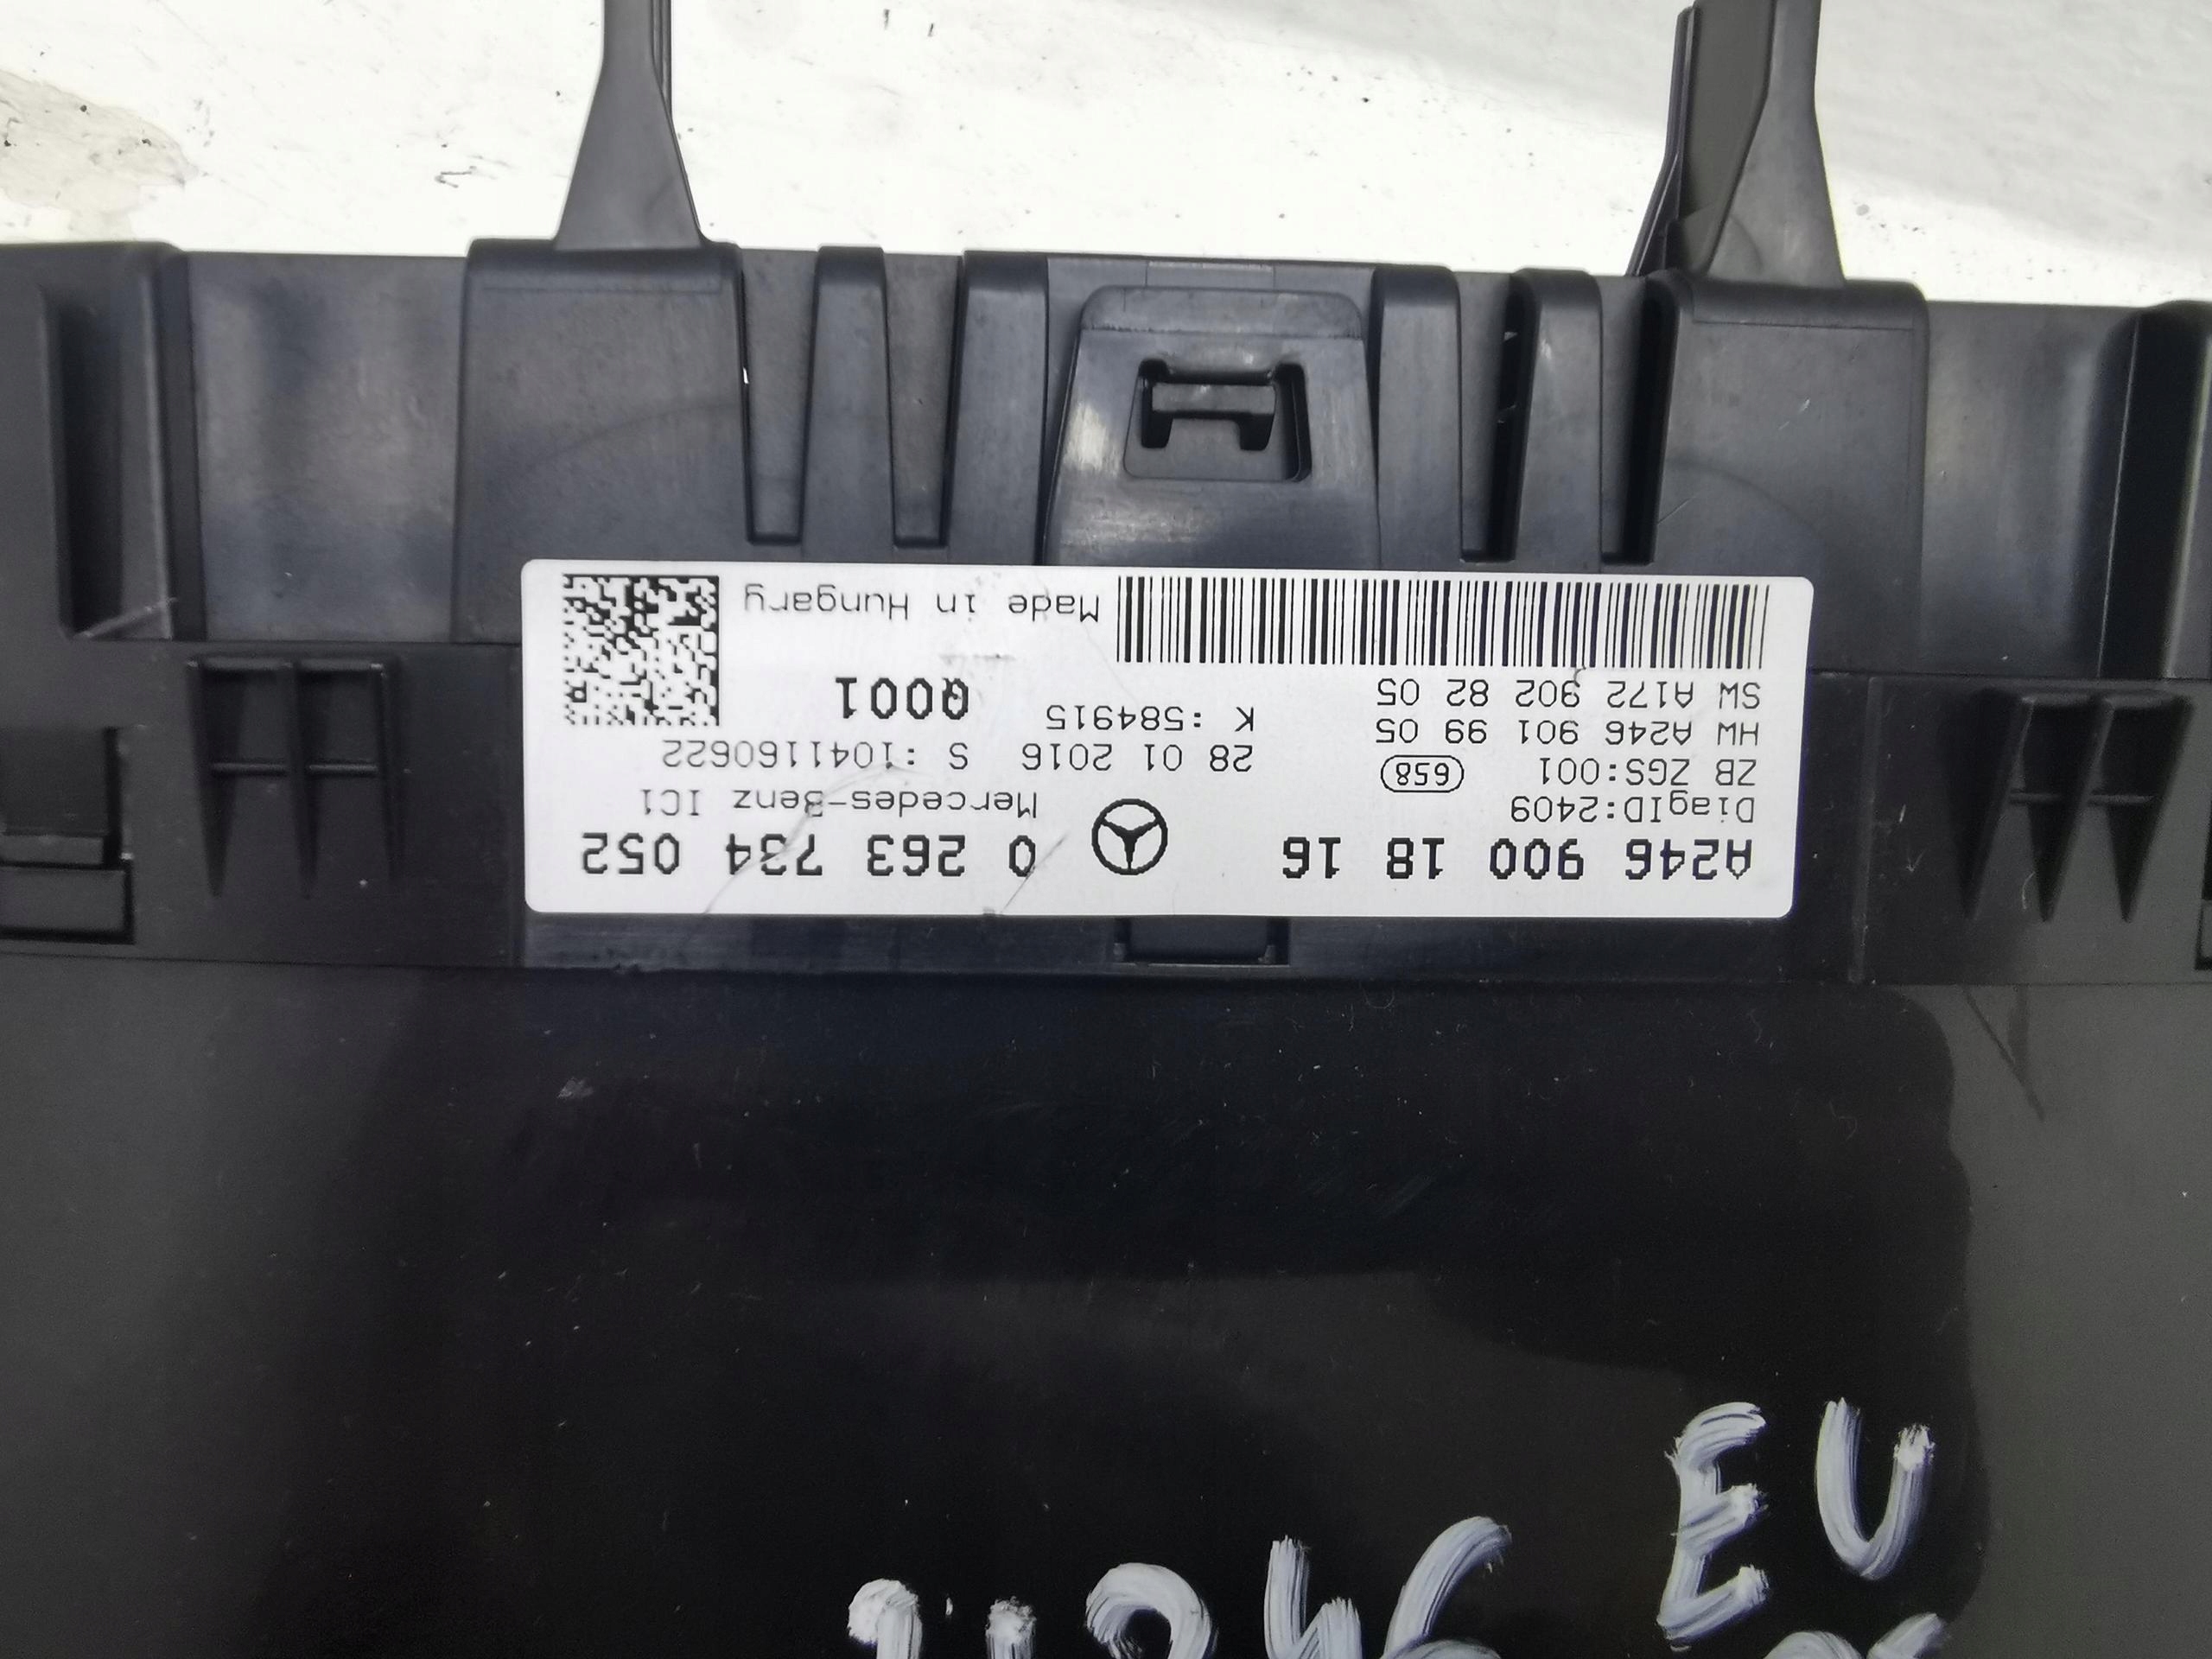 A246 900 18 16
0 263 734 052
DiagID:2409
Mercedes-Benz IC1
ZB ZGS:001
658
28 01 2016 S :1041160622
HW A246 901 99 05
K :584915
Q001
SW A172 902 82 05
Made in Hungary
EU